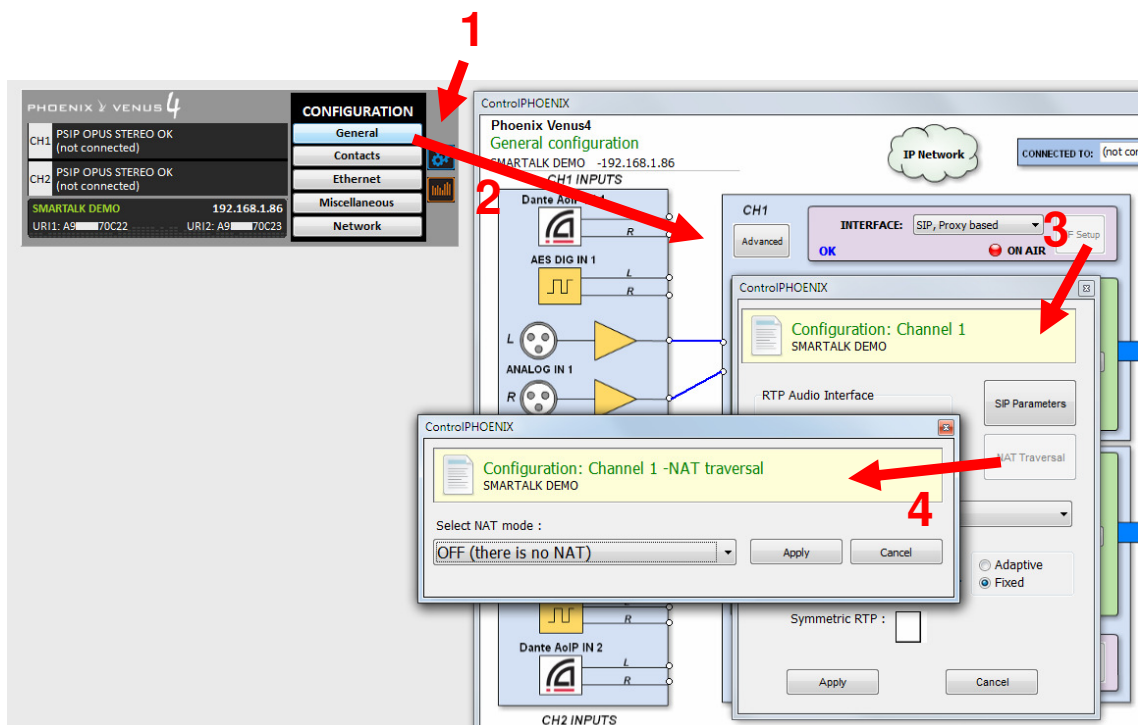 1
PHOENIX VENUS 4
CH1
PSIP OPUS STEREO OK
(not connected)
CH2
PSIP OPUS STEREO OK
(not connected)
SMARTALK DEMO 192.168.1.86
URI1: A9 70C22 URI2: A9 70C23
CONFIGURATION
General
Contacts
Ethernet
Miscellaneous
Network
2
ControlPHOENIX
Phoenix Venus4
General configuration
SMARTALK DEMO -192.168.1.86
IP Network
CONNECTED TO: (not con
CH1 INPUTS
Dante AoIP IN 1
R
AES DIG IN 1
L
R
L
ANALOG IN 1
R
CH1
Advanced
INTERFACE: SIP, Proxy based
OK
ON AIR
Setup
3
ControlPHOENIX
Configuration: Channel 1
SMARTALK DEMO
RTP Audio Interface
SIP Parameters
NAT Traversal
Adaptive
Fixed
Symmetric RTP :
Apply Cancel
4
ControlPHOENIX
Configuration: Channel 1 -NAT traversal
SMARTALK DEMO
Select NAT mode :
OFF (there is no NAT)
Apply Cancel
R
Dante AoIP IN 2
L
R
CH2 INPUTS